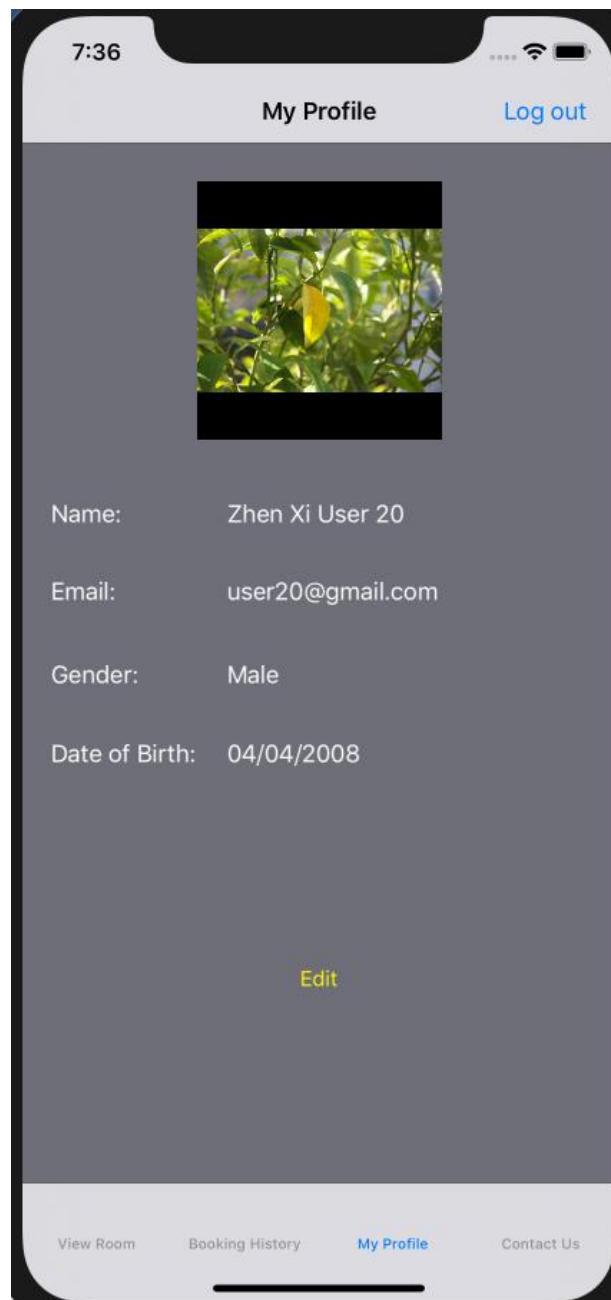 7:36
My Profile Log out
Name: Zhen Xi User 20
Email: user20@gmail.com
Gender: Male
Date of Birth: 04/04/2008
Edit
View Room Booking History My Profile Contact Us